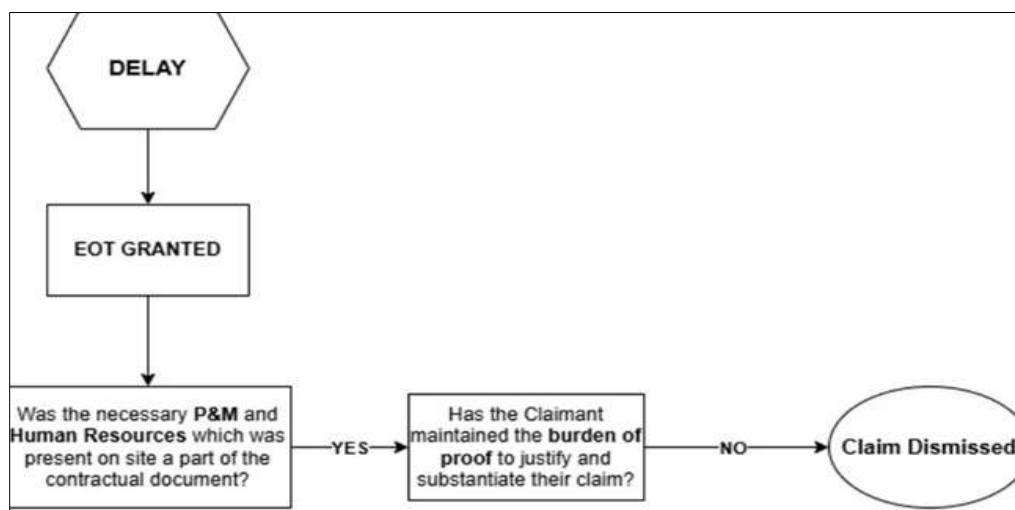 DELAY
EOT GRANTED
Was the necessary P&M and
Human Resources which was
present on site a part of the
contractual document?
YES
Has the Claimant
maintained the burden of
proof to justify and
substantiate their claim?
NO
Claim Dismissed